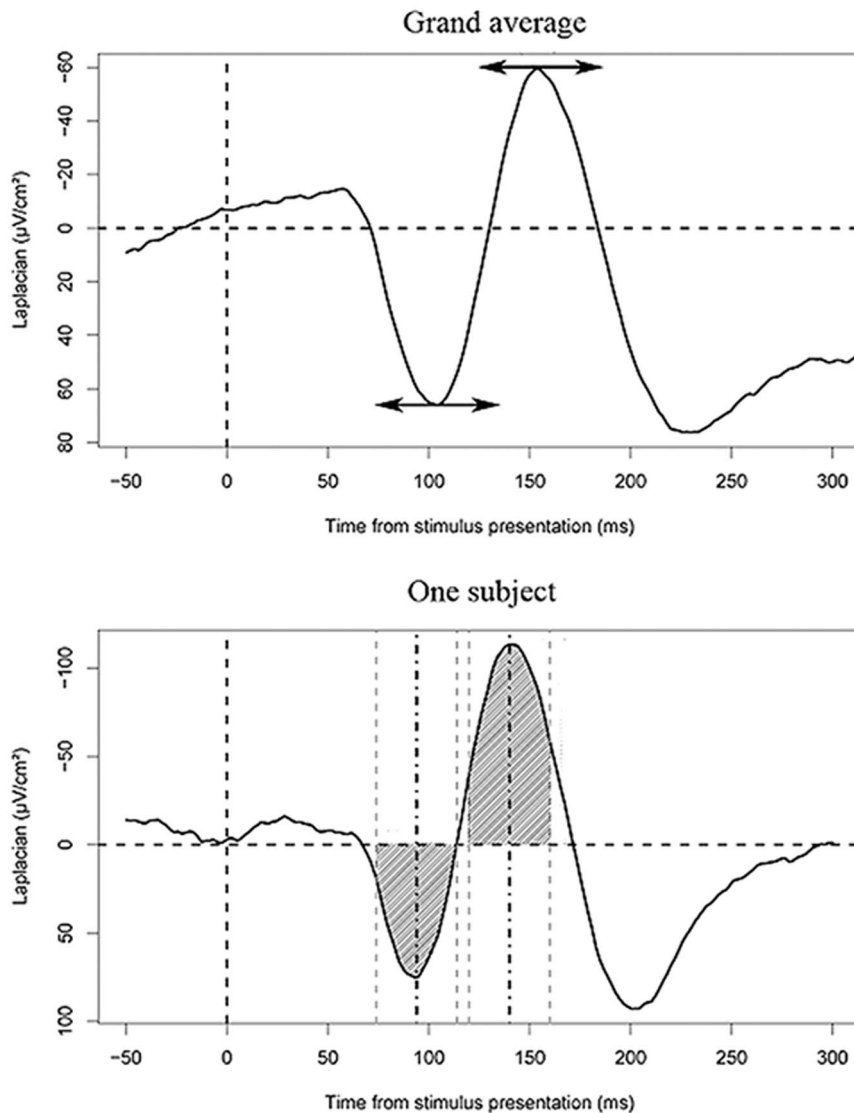 Grand average
Laplacian (µV/cm²)
−60
−40
−20
0
20
40
60
80
−50 0 50 100 150 200 250 300
Time from stimulus presentation (ms)
One subject
Laplacian (µV/cm²)
−100
−50
0
50
100
−50 0 50 100 150 200 250 300
Time from stimulus presentation (ms)